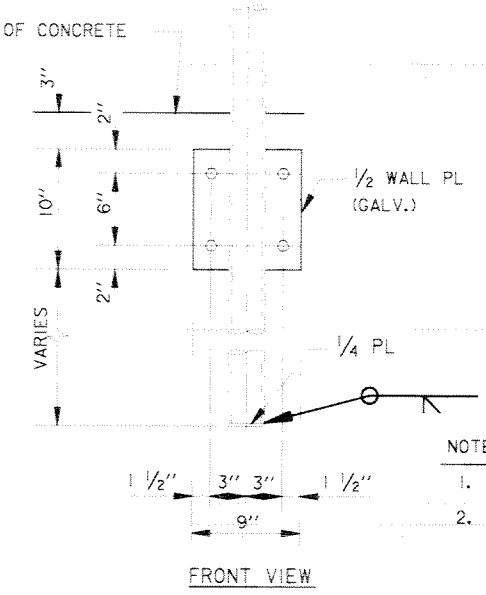 OF CONCRETE
3"
2"
10"
6"
2"
VARIES
1/2 WALL PL
(GALV.)
1/4 PL
NOTE
1.
2.
1 1/2" 3" 3" 1 1/2"
9"
FRONT VIEW